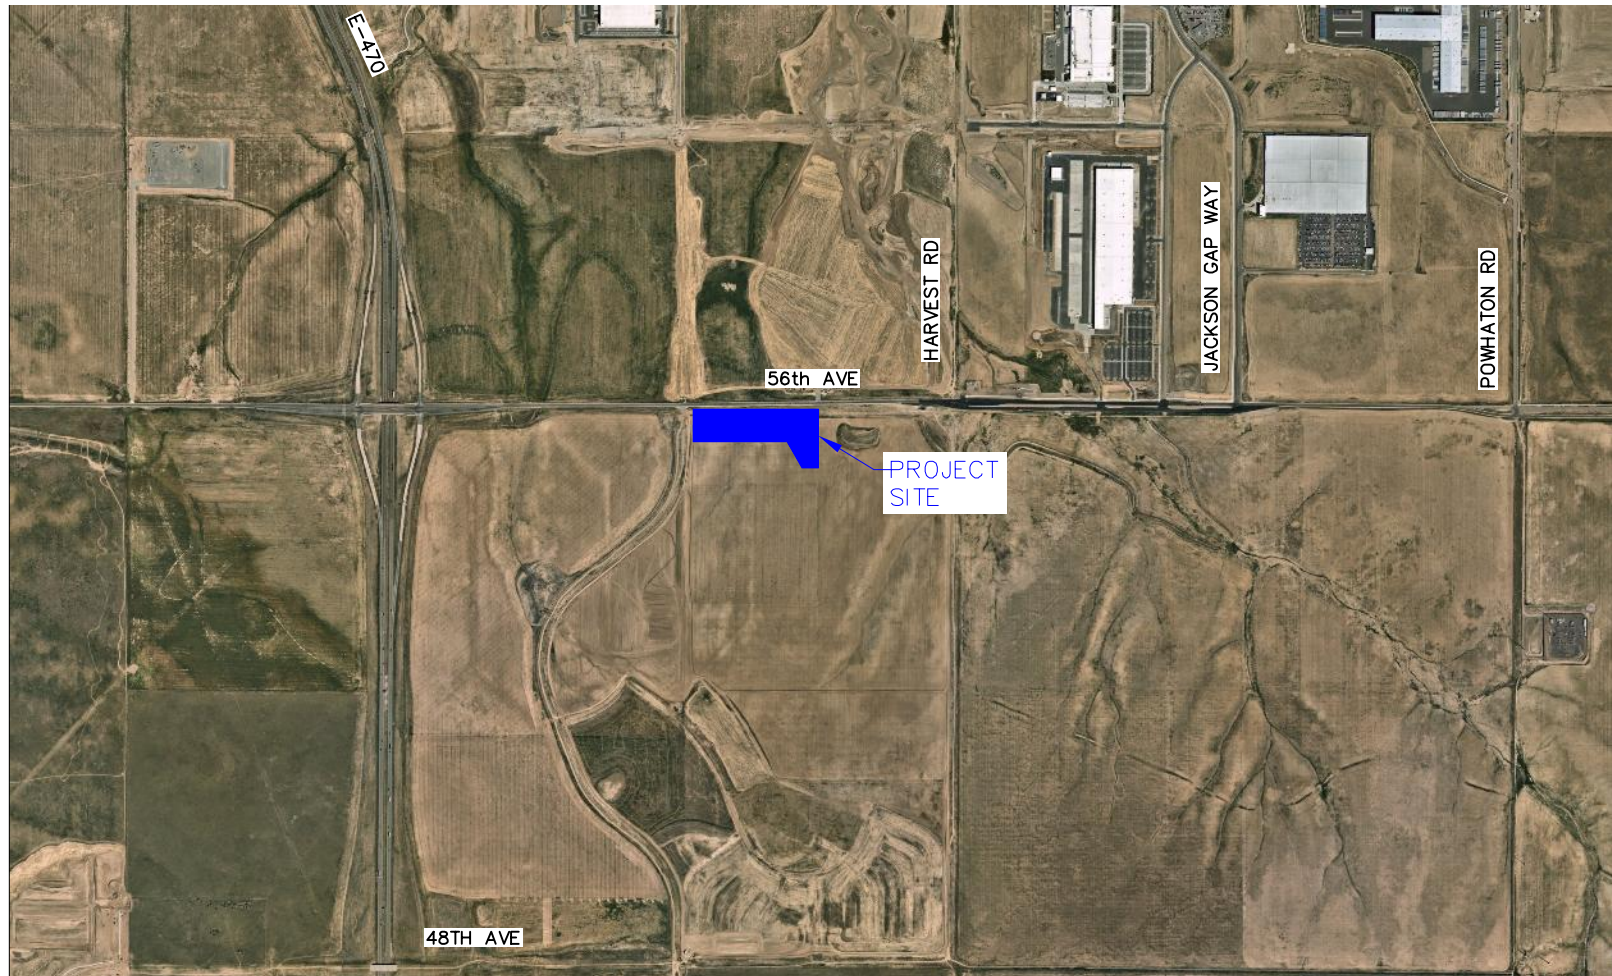 E-470
HARVEST RD
JACKSON GAP WAY
POWHATON RD
56th AVE
PROJECT
SITE
48TH AVE